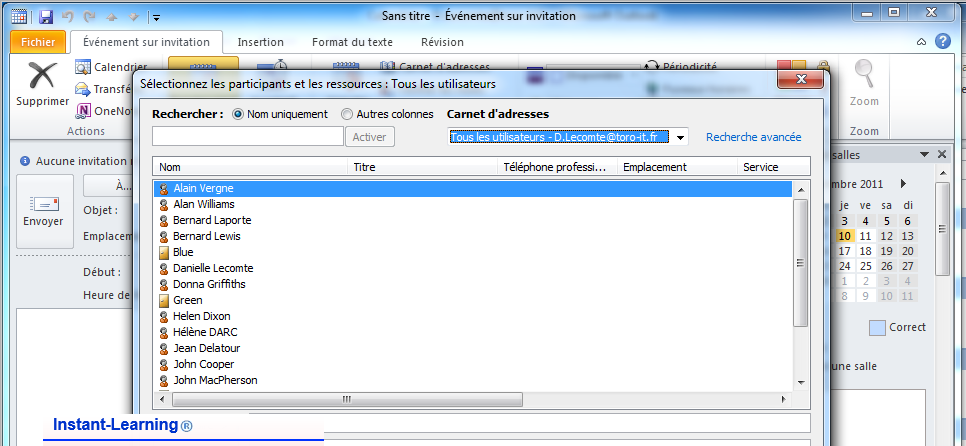 Sans titre - Événement sur invitation
Fichier Événement sur invitation Insertion Format du texte Révision
Supprimer
Calendrier
Transfé
OneNot
Carnet d'adresses
Périodicité
Zoom
Actions
Zoom
Sélectionnez les participants et les ressources : Tous les utilisateurs
Rechercher : Nom uniquement Autres colonnes Carnet d'adresses
Activer Tous les utilisateurs - D.Lecomte@toro-it.fr Recherche avancée
Nom Titre Téléphone professi... Emplacement Service
Alain Vergne
Alan Williams
Bernard Laporte
Bernard Lewis
Blue
Danielle Lecomte
Donna Griffiths
Green
Helen Dixon
Hélène DARC
Jean Delatour
John Cooper
John MacPherson
Aucune invitation
Envoyer
À...
Objet :
Emplacem
Début :
Heure de
salles
mbre 2011
je ve sa di
3 4 5 6
10 11 12 13
17 18 19 20
24 25 26 27
1 2 3 4
8 9 10 11
Correct
une salle
Instant-Learning®